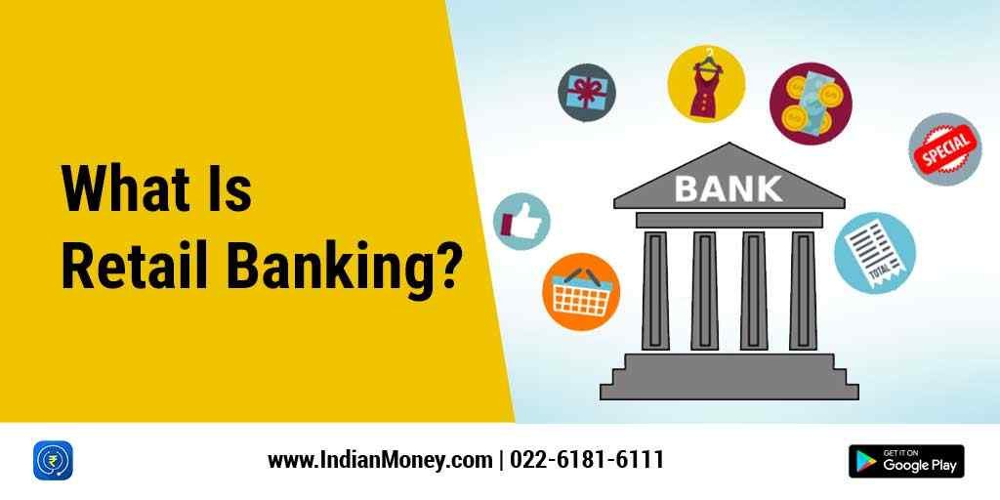 What Is
Retail Banking?
BANK
SPECIAL
TOTAL
www.IndianMoney.com | 022-6181-6111
GET IT ON
Google Play